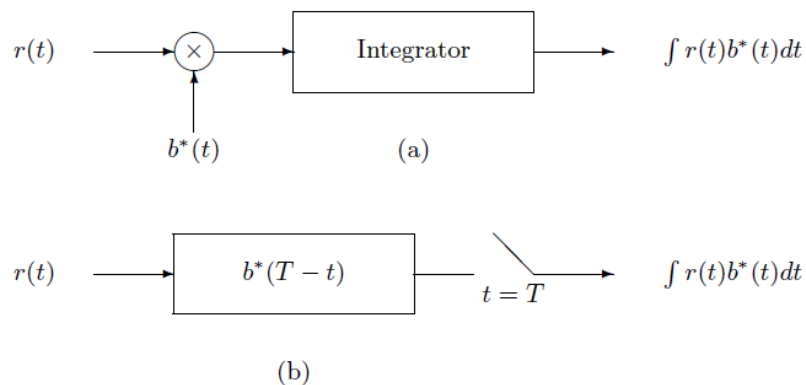 r(t) × Integrator ∫ r(t)b*(t)dt
b*(t) (a)
r(t) b*(T − t) ∫ r(t)b*(t)dt
t = T
(b)